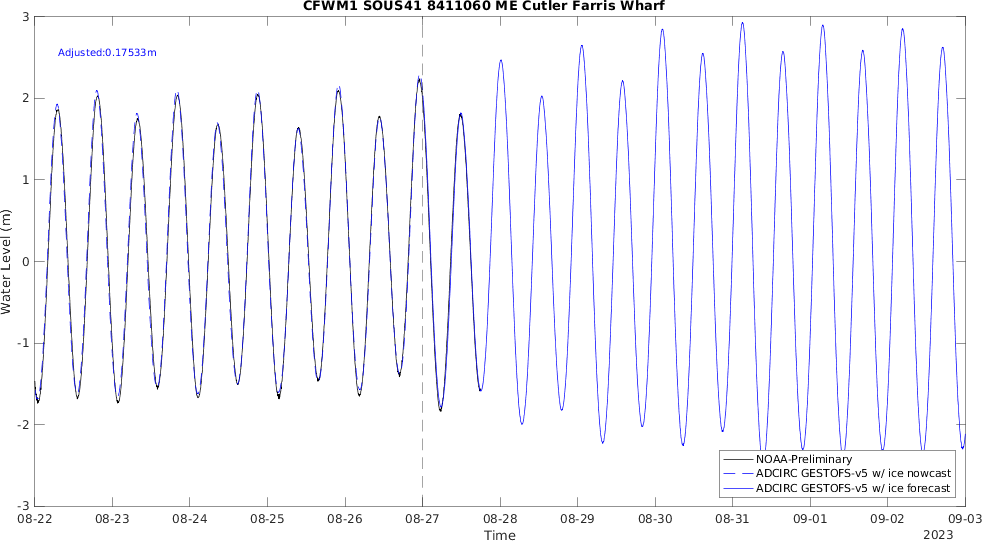 CFWM1 SOUS41 8411060 ME Cutler Farris Wharf
Adjusted:0.17533m
3
2
1
0
-1
-2
-3
Water Level (m)
NOAA-Preliminary
ADCIRC GESTOFS-v5 w/ ice nowcast
ADCIRC GESTOFS-v5 w/ ice forecast
08-22 08-23 08-24 08-25 08-26 08-27 08-28 08-29 08-30 08-31 09-01 09-02 09-03
Time
2023